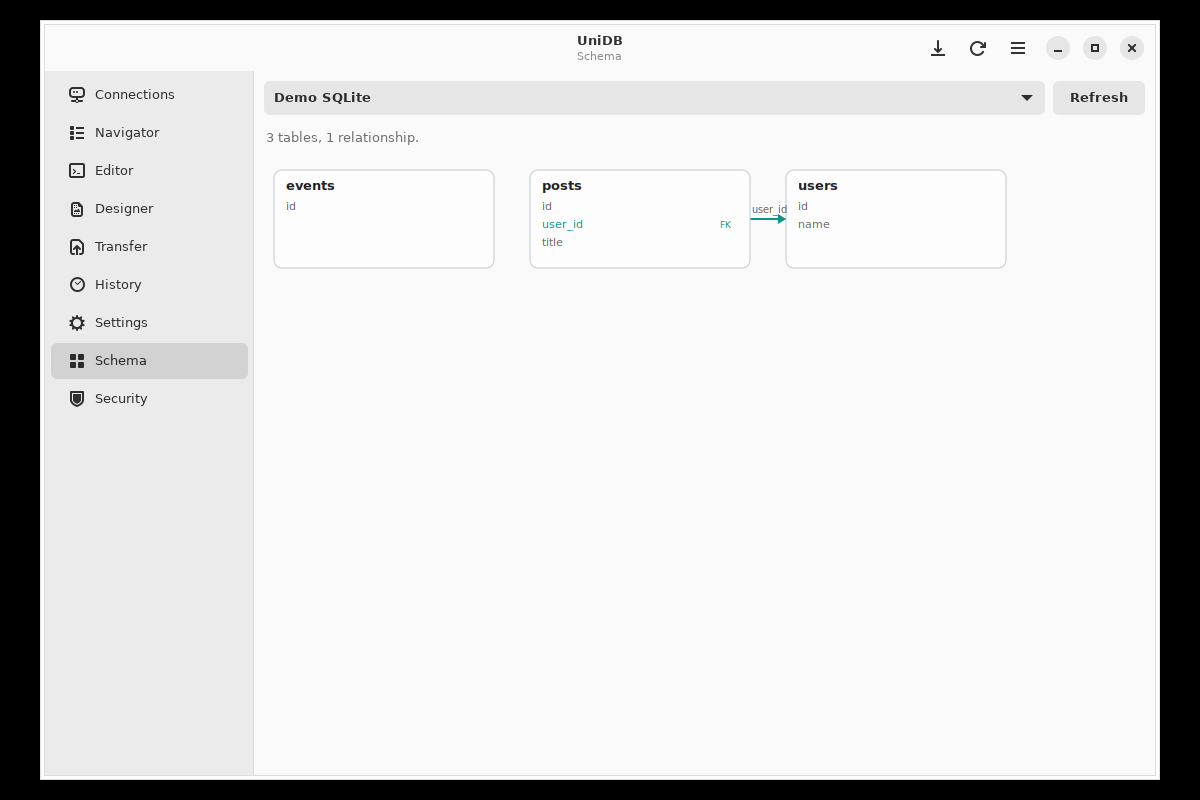 UniDB
Schema
Connections
Navigator
Editor
Designer
Transfer
History
Settings
Schema
Security
Demo SQLite
Refresh
3 tables, 1 relationship.
events
id
posts
id
user_id FK
title
user_id
users
id
name